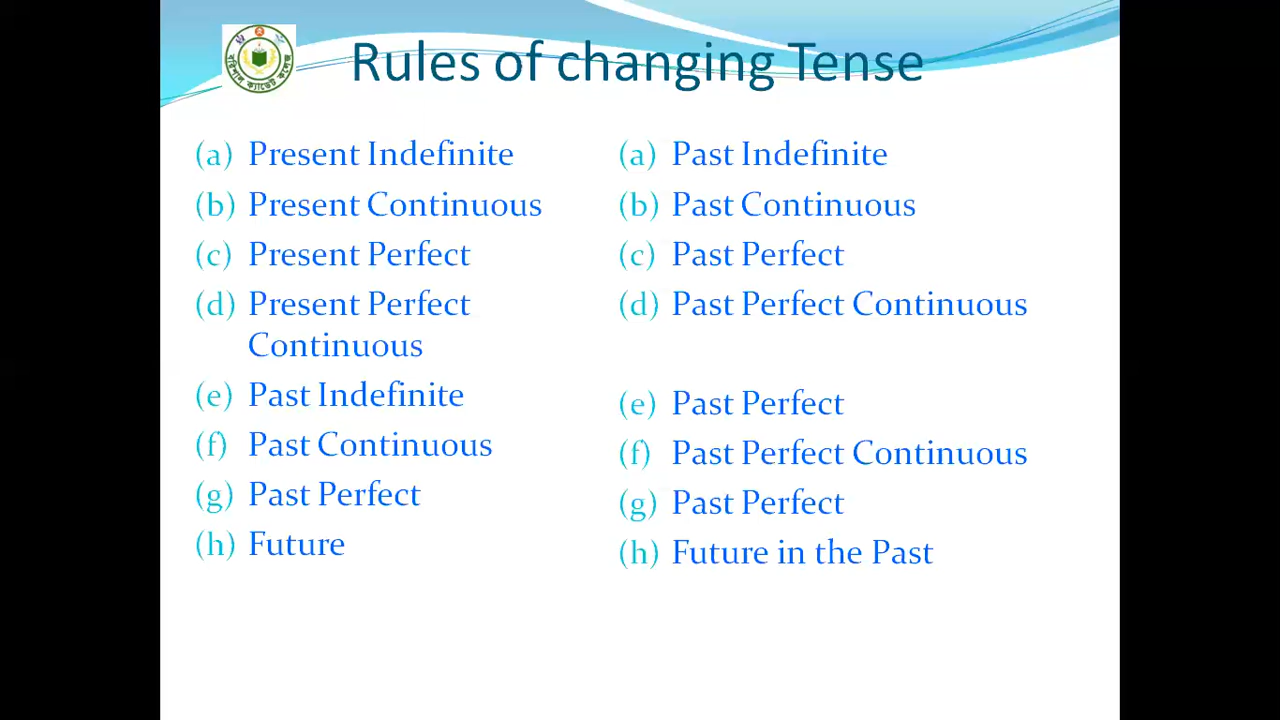 Rules of changing Tense
বরিশাল ক্যাডেট কলেজ
(a) Present Indefinite
(b) Present Continuous
(c) Present Perfect
(d) Present Perfect
Continuous
(e) Past Indefinite
(f) Past Continuous
(g) Past Perfect
(h) Future
(a) Past Indefinite
(b) Past Continuous
(c) Past Perfect
(d) Past Perfect Continuous
(e) Past Perfect
(f) Past Perfect Continuous
(g) Past Perfect
(h) Future in the Past